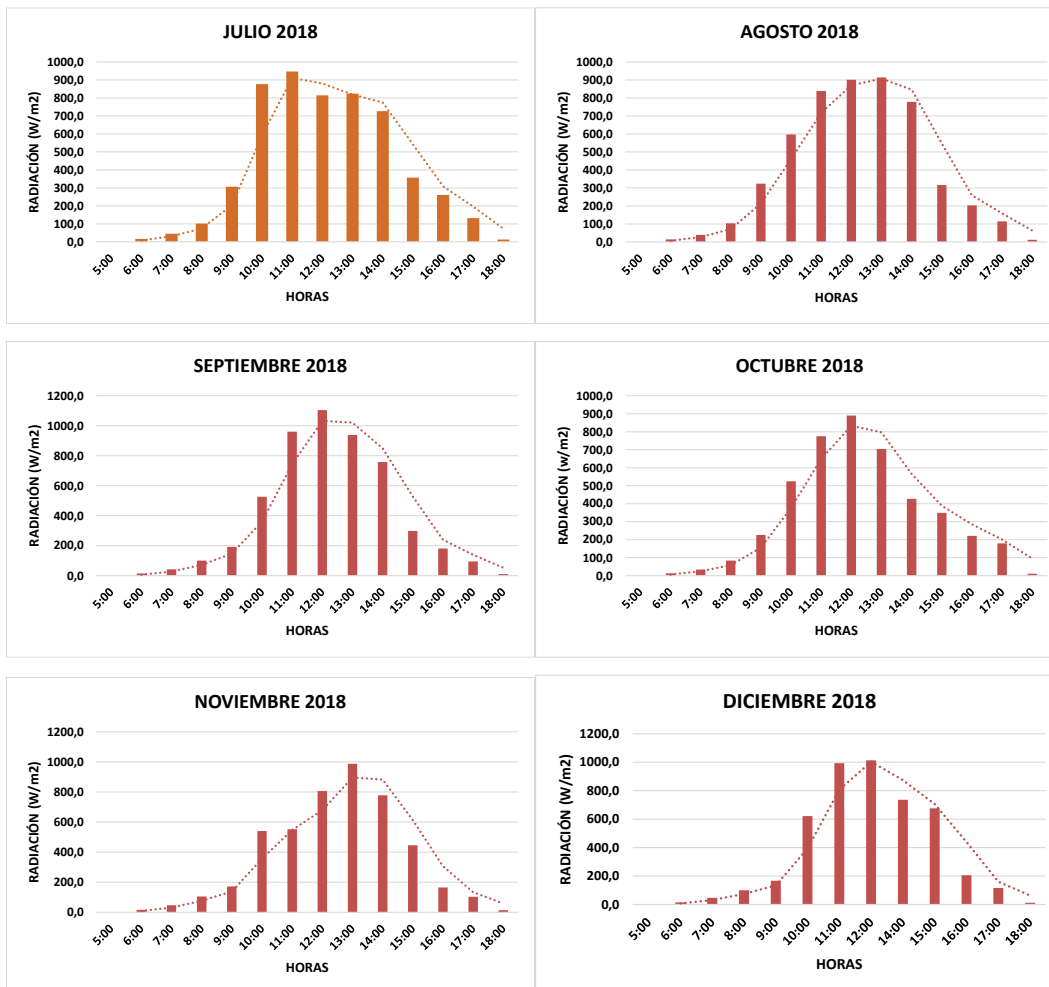 JULIO 2018
RADIACIÓN (W/m2)
1000,0
900,0
800,0
700,0
600,0
500,0
400,0
300,0
200,0
100,0
0,0
5:00 6:00 7:00 8:00 9:00 10:00 11:00 12:00 13:00 14:00 15:00 16:00 17:00 18:00
HORAS
AGOSTO 2018
RADIACIÓN (W/m2)
1000,0
900,0
800,0
700,0
600,0
500,0
400,0
300,0
200,0
100,0
0,0
5:00 6:00 7:00 8:00 9:00 10:00 11:00 12:00 13:00 14:00 15:00 16:00 17:00 18:00
HORAS
SEPTIEMBRE 2018
RADIACIÓN (W/m2)
1200,0
1000,0
800,0
600,0
400,0
200,0
0,0
5:00 6:00 7:00 8:00 9:00 10:00 11:00 12:00 13:00 14:00 15:00 16:00 17:00 18:00
HORAS
OCTUBRE 2018
RADIACIÓN (w/m2)
1000,0
900,0
800,0
700,0
600,0
500,0
400,0
300,0
200,0
100,0
0,0
5:00 6:00 7:00 8:00 9:00 10:00 11:00 12:00 13:00 14:00 15:00 16:00 17:00 18:00
HORAS
NOVIEMBRE 2018
RADIACIÓN (W/m2)
1200,0
1000,0
800,0
600,0
400,0
200,0
0,0
5:00 6:00 7:00 8:00 9:00 10:00 11:00 12:00 13:00 14:00 15:00 16:00 17:00 18:00
HORAS
DICIEMBRE 2018
RADIACIÓN (W/m2)
1200,0
1000,0
800,0
600,0
400,0
200,0
0,0
5:00 6:00 7:00 8:00 9:00 10:00 11:00 12:00 14:00 15:00 16:00 17:00 18:00
HORAS